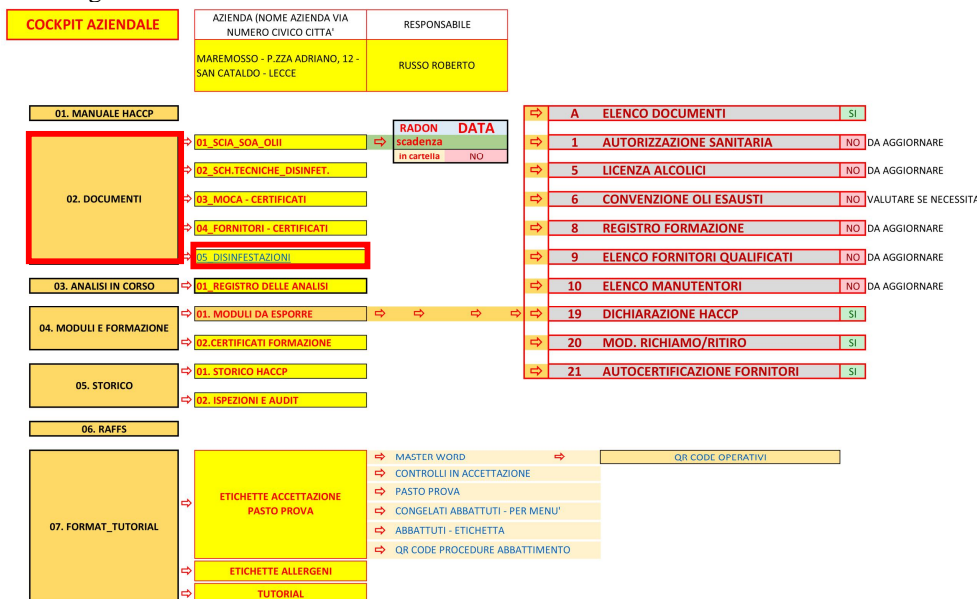 COCKPIT AZIENDALE
AZIENDA (NOME AZIENDA VIA
NUMERO CIVICO CITTA'
RESPONSABILE
MAREMOSSO - P.ZZA ADRIANO, 12 -
SAN CATALDO - LECCE
RUSSO ROBERTO
01. MANUALE HACCP
⇨ A ELENCO DOCUMENTI SI
02. DOCUMENTI
⇨ 01_SCIA_SOA_OLII
⇨ RADON DATA
scadenza
in cartella NO
⇨ 1 AUTORIZZAZIONE SANITARIA NO DA AGGIORNARE
⇨ 02_SCH.TECNICHE_DISINFET.
⇨ 5 LICENZA ALCOLICI NO DA AGGIORNARE
⇨ 03_MOCA - CERTIFICATI
⇨ 6 CONVENZIONE OLI ESAUSTI NO VALUTARE SE NECESSITA
⇨ 04_FORNITORI - CERTIFICATI
⇨ 8 REGISTRO FORMAZIONE NO DA AGGIORNARE
⇨ 05_DISINFESTAZIONI
⇨ 9 ELENCO FORNITORI QUALIFICATI NO DA AGGIORNARE
03. ANALISI IN CORSO ⇨ 01_REGISTRO DELLE ANALISI
⇨ 10 ELENCO MANUTENTORI NO DA AGGIORNARE
04. MODULI E FORMAZIONE
⇨ 01. MODULI DA ESPORRE ⇨ ⇨ ⇨ ⇨
⇨ 19 DICHIARAZIONE HACCP SI
⇨ 02.CERTIFICATI FORMAZIONE
⇨ 20 MOD. RICHIAMO/RITIRO SI
05. STORICO
⇨ 01. STORICO HACCP
⇨ 21 AUTOCERTIFICAZIONE FORNITORI SI
⇨ 02. ISPEZIONI E AUDIT
06. RAFFS
07. FORMAT_TUTORIAL
⇨ ETICHETTE ACCETTAZIONE
PASTO PROVA
⇨ MASTER WORD ⇨ QR CODE OPERATIVI
⇨ CONTROLLI IN ACCETTAZIONE
⇨ PASTO PROVA
⇨ CONGELATI ABBATTUTI - PER MENU'
⇨ ABBATTUTI - ETICHETTA
⇨ QR CODE PROCEDURE ABBATTIMENTO
⇨ ETICHETTE ALLERGENI
⇨ TUTORIAL